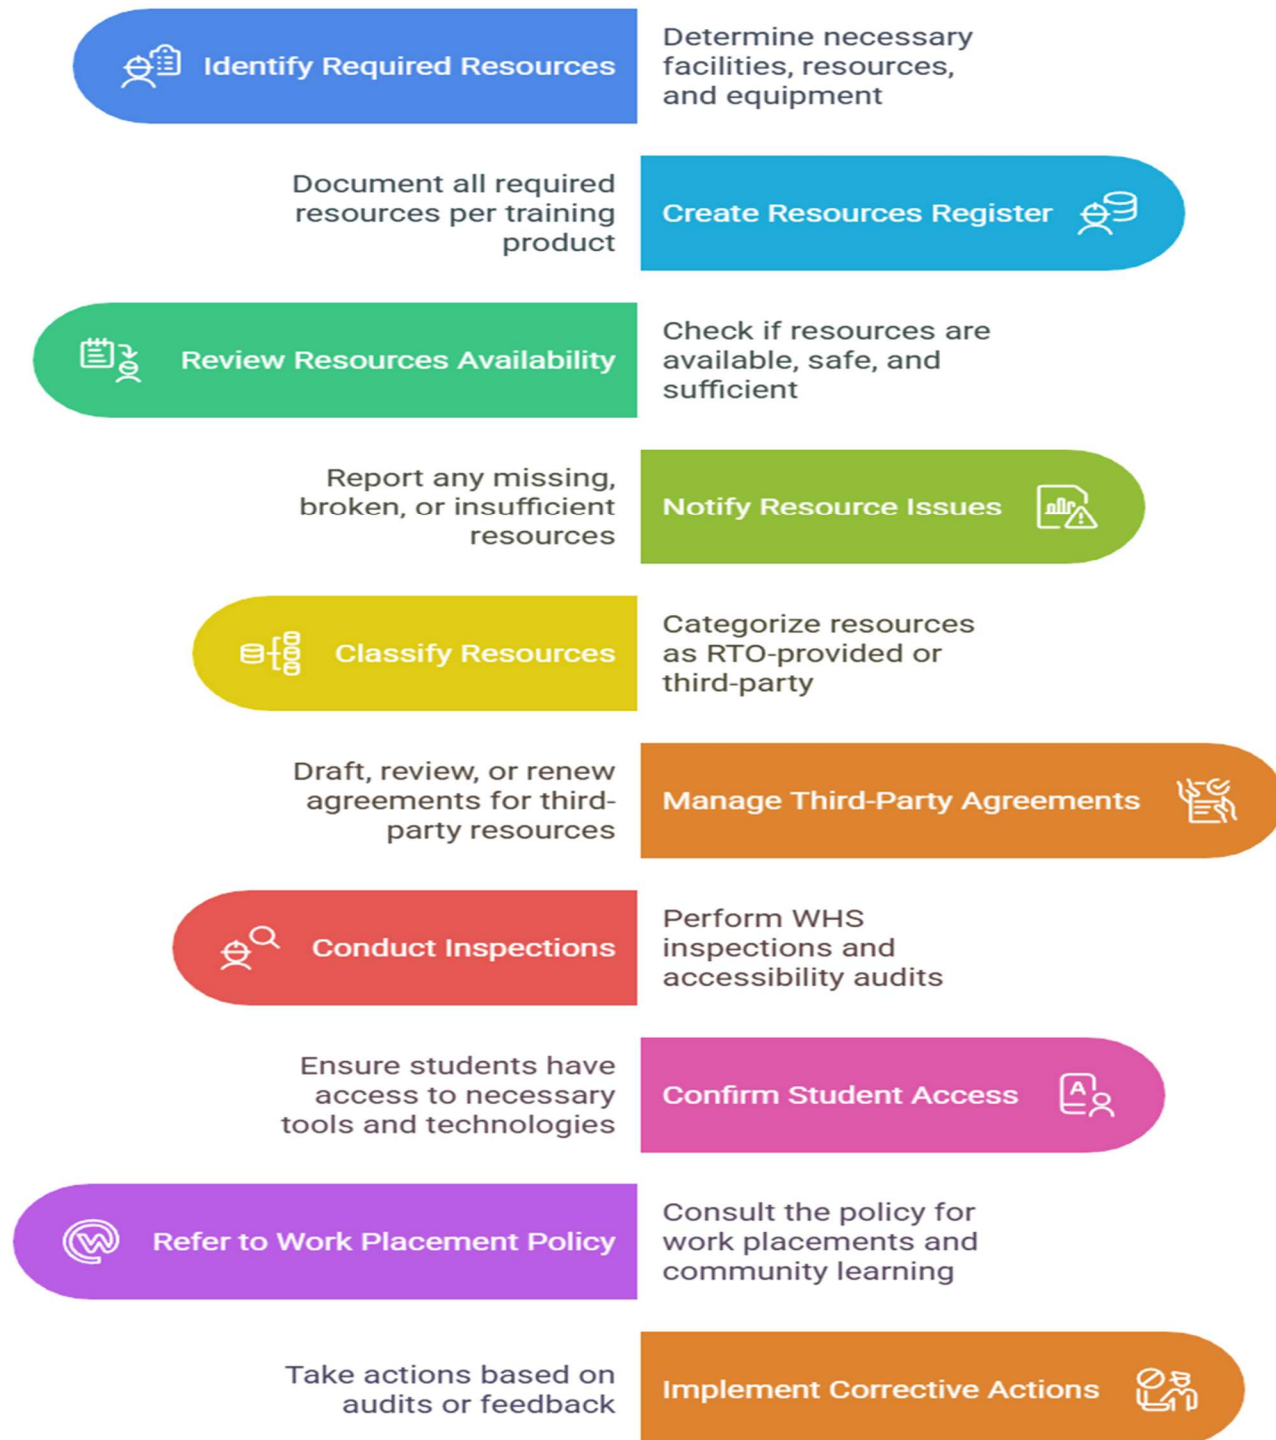 Identify Required Resources
Determine necessary
facilities, resources,
and equipment
Document all required
resources per training
product
Create Resources Register
Review Resources Availability
Check if resources are
available, safe, and
sufficient
Report any missing,
broken, or insufficient
resources
Notify Resource Issues
Classify Resources
Categorize resources
as RTO-provided or
third-party
Draft, review, or renew
agreements for third-
party resources
Manage Third-Party Agreements
Conduct Inspections
Perform WHS
inspections and
accessibility audits
Ensure students have
access to necessary
tools and technologies
Confirm Student Access
A
W
Refer to Work Placement Policy
Consult the policy for
work placements and
community learning
Take actions based on
audits or feedback
Implement Corrective Actions